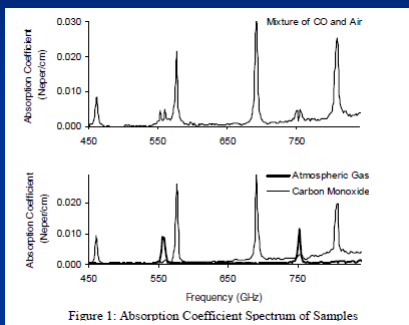 Mixture of CO and Air
Absorption Coefficient
(Neper/cm)
0.030
0.020
0.010
0.000
450
550
650
750
Atmospheric Gas
Carbon Monoxide
Absorption Coefficient
(Neper/cm)
0.020
0.010
0.000
450
550
650
750
Frequency (GHz)
Figure 1: Absorption Coefficient Spectrum of Samples